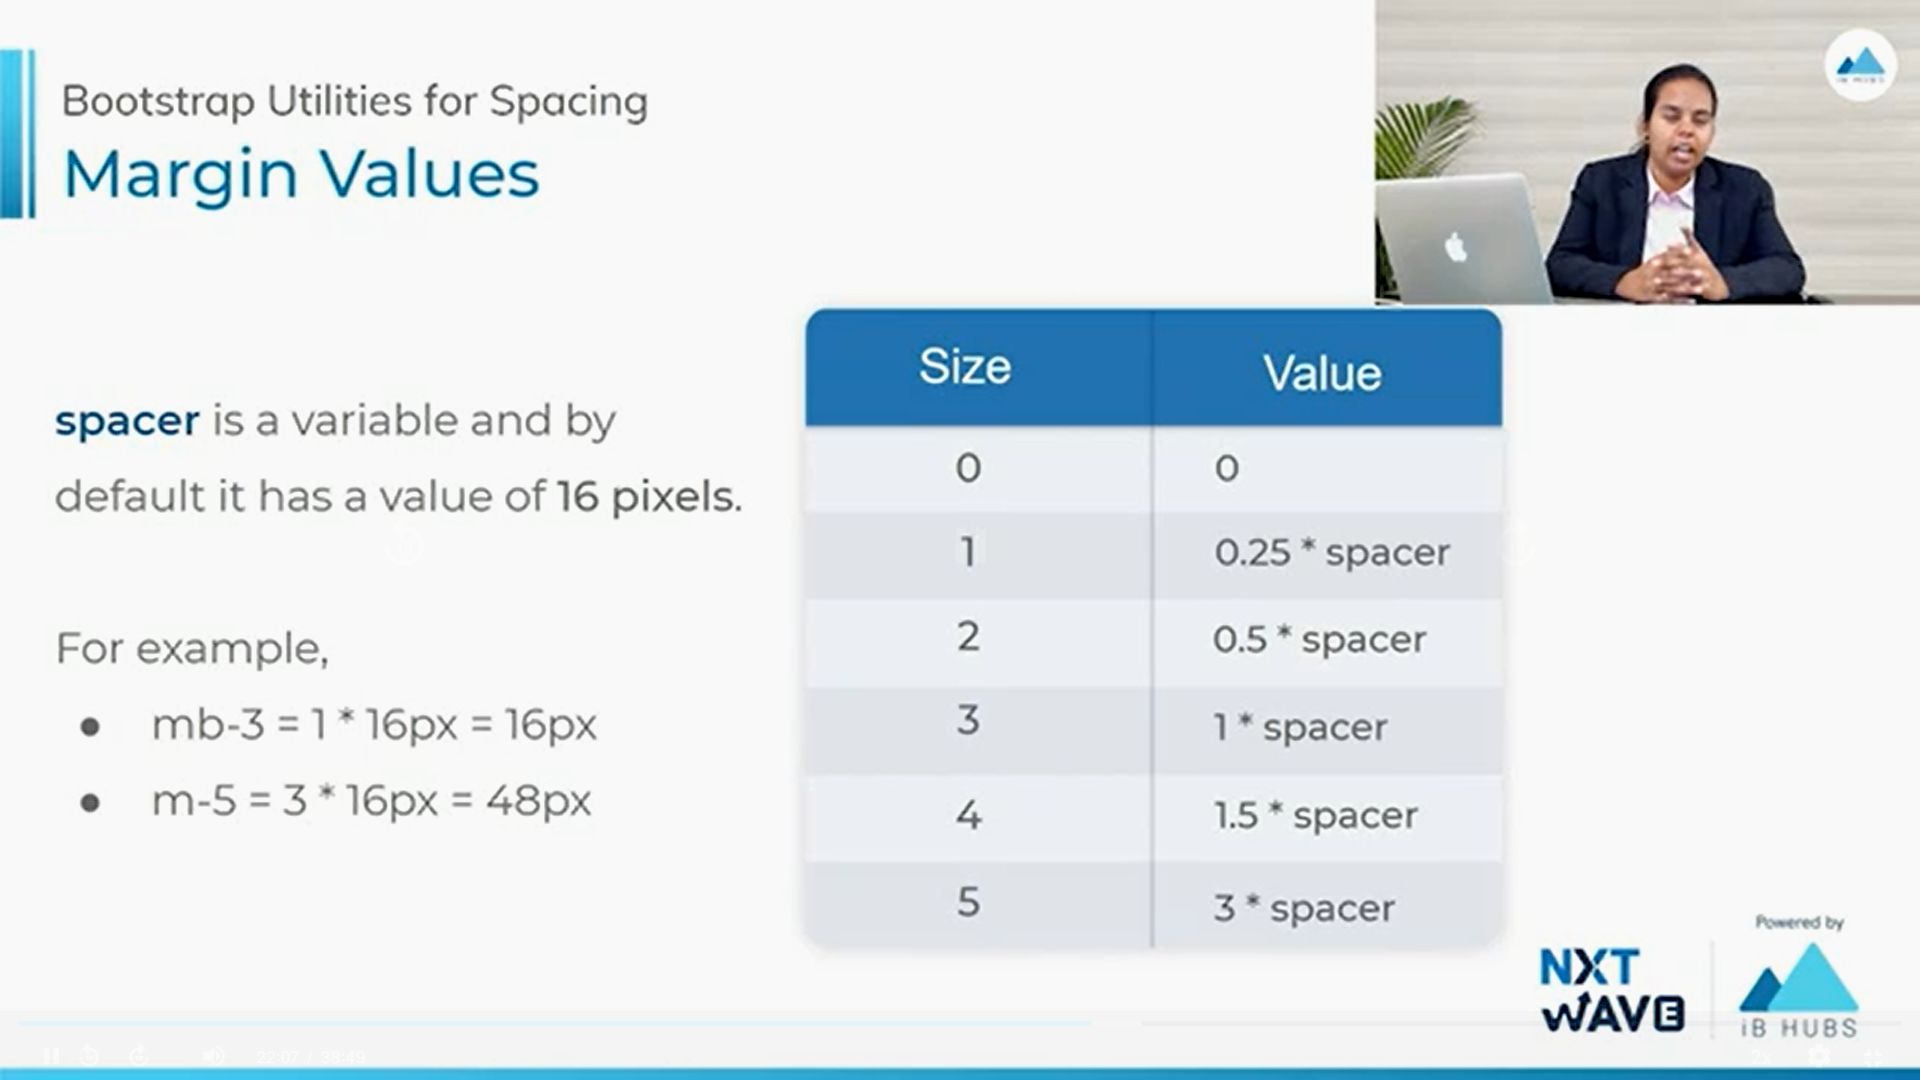 Bootstrap Utilities for Spacing
Margin Values
spacer is a variable and by
default it has a value of 16 pixels.
For example,
● mb-3 = 1 * 16px = 16px
● m-5 = 3 * 16px = 48px
Size Value
0 0
1 0.25 * spacer
2 0.5 * spacer
3 1 * spacer
4 1.5 * spacer
5 3 * spacer
Powered by
NXT
WAVE
iB HUBS
iB HUBS